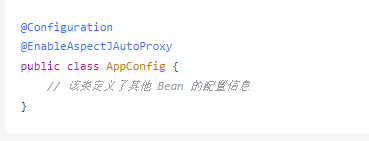 @Configuration
@EnableAspectJAutoProxy
public class AppConfig {
// 该类定义了其他 Bean 的配置信息
}